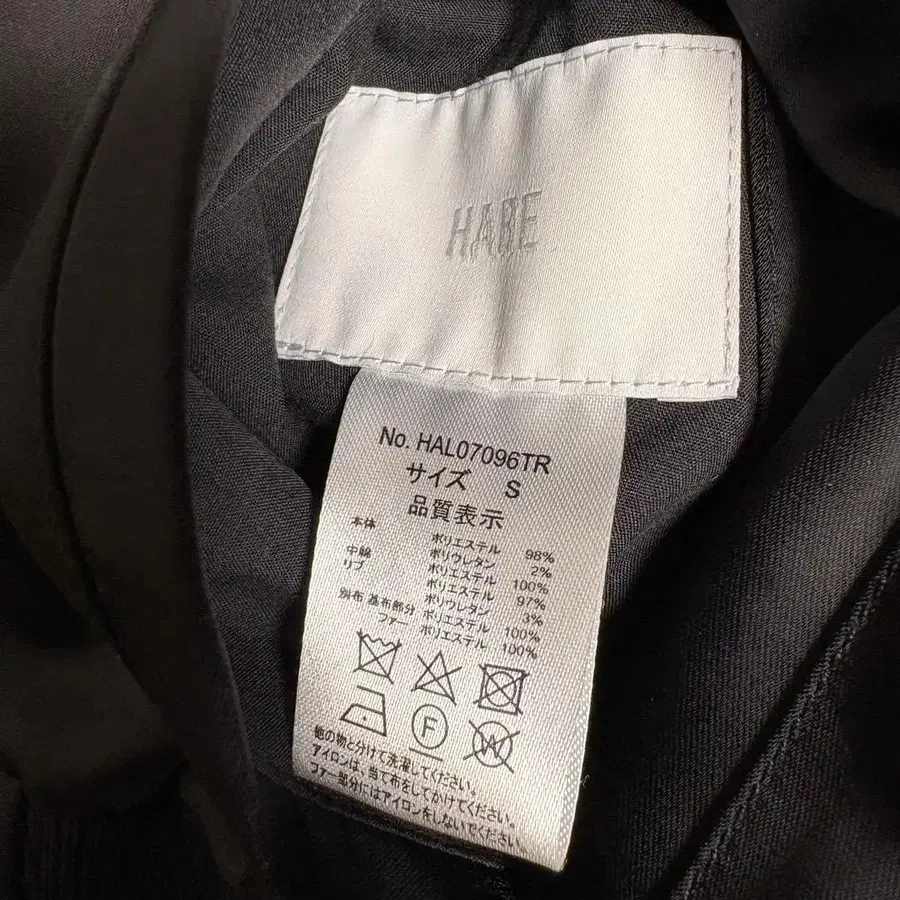 HARE
No. HAL07096TR
サイズ S
品質表示
本体 ポリエステル 98%
ポリウレタン 2%
中綿 ポリエステル 100%
リブ ポリエステル 97%
ポリウレタン 3%
別布 基布部分 ポリエステル 100%
ファー ポリエステル 100%
F
W
他の物と分けて洗濯してください。
アイロンは、当て布をしてかけてください。
ファー部分にはアイロンをしないでください。